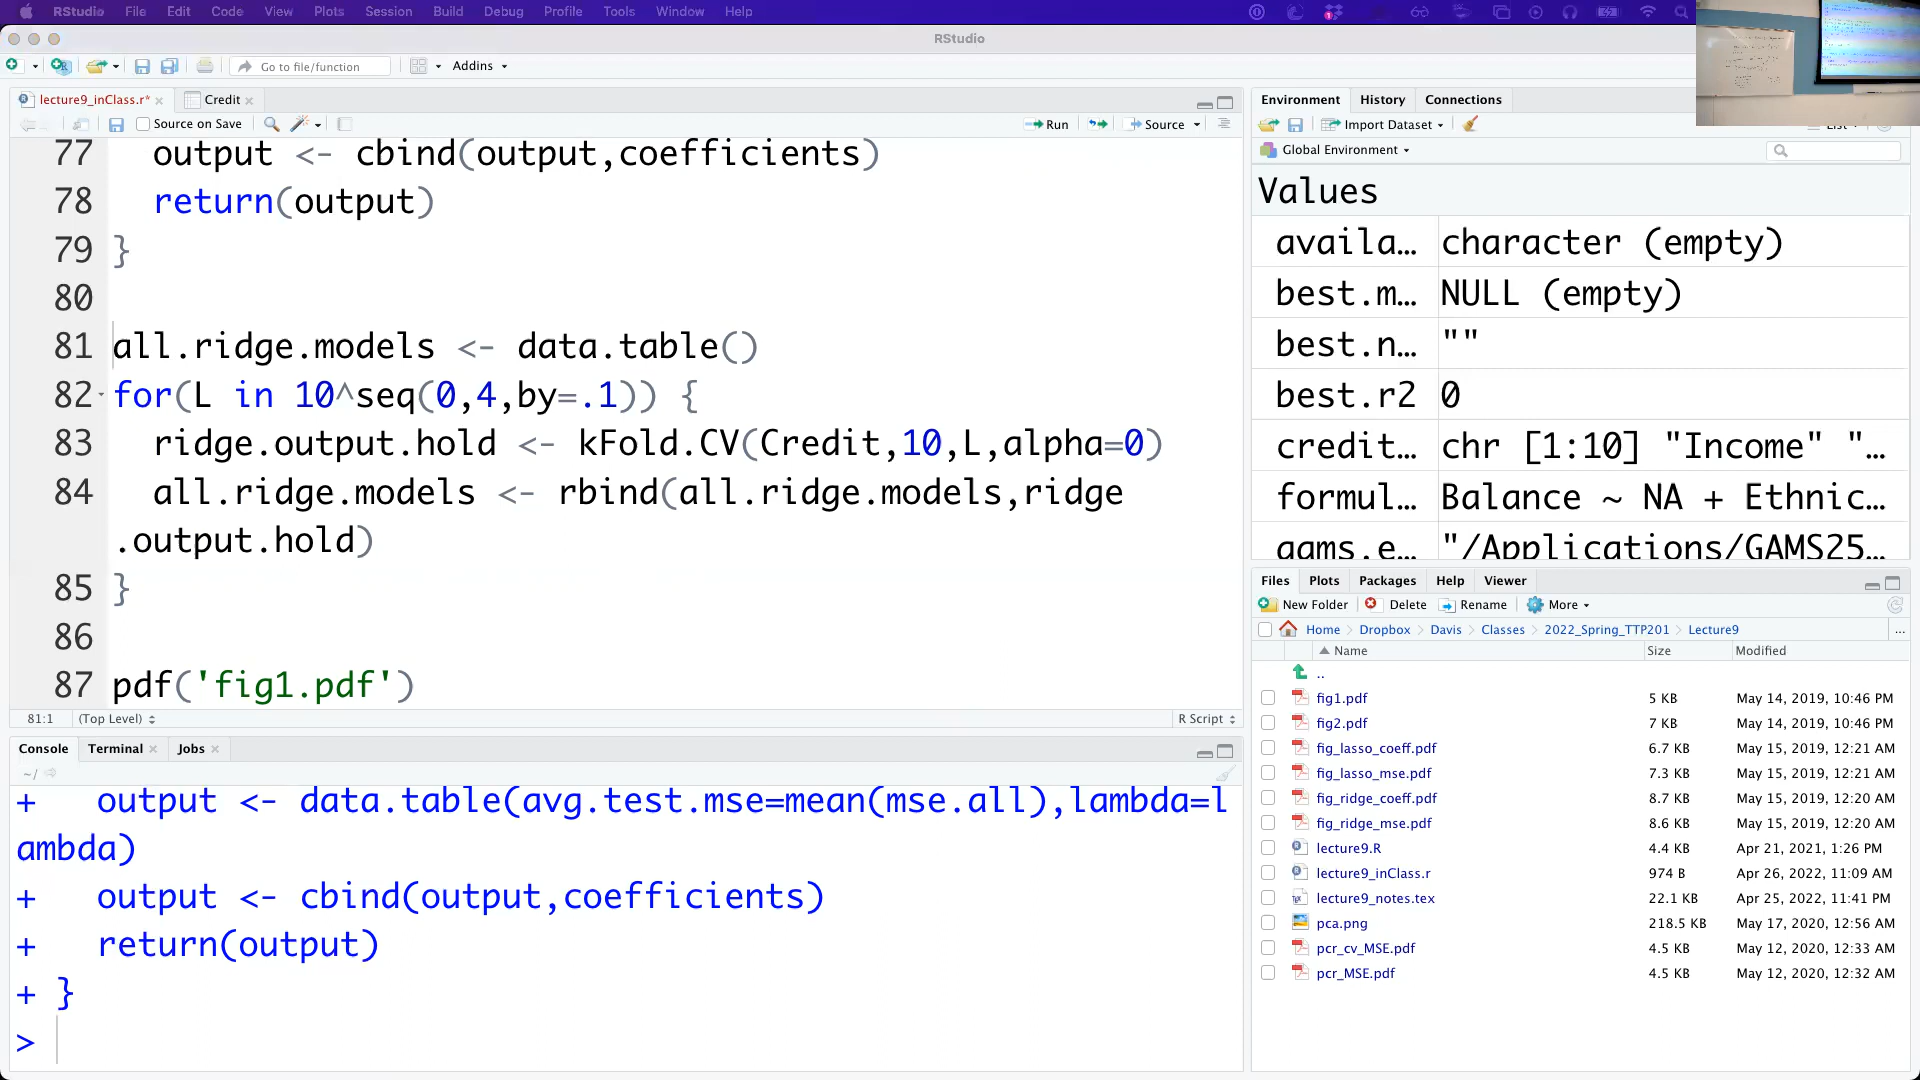 RStudio File Edit Code View Plots Session Build Debug Profile Tools Window Help
RStudio
Go to file/function Addins
lecture9_inClass.r* Credit
Source on Save Run Source
77 output <- cbind(output,coefficients)
78 return(output)
79 }
80
81 all.ridge.models <- data.table()
82 for(L in 10^seq(0,4,by=.1)) {
83 ridge.output.hold <- kFold.CV(Credit,10,L,alpha=0)
84 all.ridge.models <- rbind(all.ridge.models,ridge
.output.hold)
85 }
86
87 pdf('fig1.pdf')
81:1 (Top Level) R Script
Console Terminal Jobs
~/
+ output <- data.table(avg.test.mse=mean(mse.all),lambda=l
ambda)
+ output <- cbind(output,coefficients)
+ return(output)
+ }
>
Environment History Connections
Import Dataset List
Global Environment
Values
availa… character (empty)
best.m… NULL (empty)
best.n… ""
best.r2 0
credit… chr [1:10] "Income" "…
formul… Balance ~ NA + Ethnic…
gams.e… "/Applications/GAMS25…
Files Plots Packages Help Viewer
New Folder Delete Rename More
Home Dropbox Davis Classes 2022_Spring_TTP201 Lecture9 ...
Name Size Modified
..
fig1.pdf 5 KB May 14, 2019, 10:46 PM
fig2.pdf 7 KB May 14, 2019, 10:46 PM
fig_lasso_coeff.pdf 6.7 KB May 15, 2019, 12:21 AM
fig_lasso_mse.pdf 7.3 KB May 15, 2019, 12:21 AM
fig_ridge_coeff.pdf 8.7 KB May 15, 2019, 12:20 AM
fig_ridge_mse.pdf 8.6 KB May 15, 2019, 12:20 AM
lecture9.R 4.4 KB Apr 21, 2021, 1:26 PM
lecture9_inClass.r 974 B Apr 26, 2022, 11:09 AM
lecture9_notes.tex 22.1 KB Apr 25, 2022, 11:41 PM
pca.png 218.5 KB May 17, 2020, 12:56 AM
pcr_cv_MSE.pdf 4.5 KB May 12, 2020, 12:33 AM
pcr_MSE.pdf 4.5 KB May 12, 2020, 12:32 AM